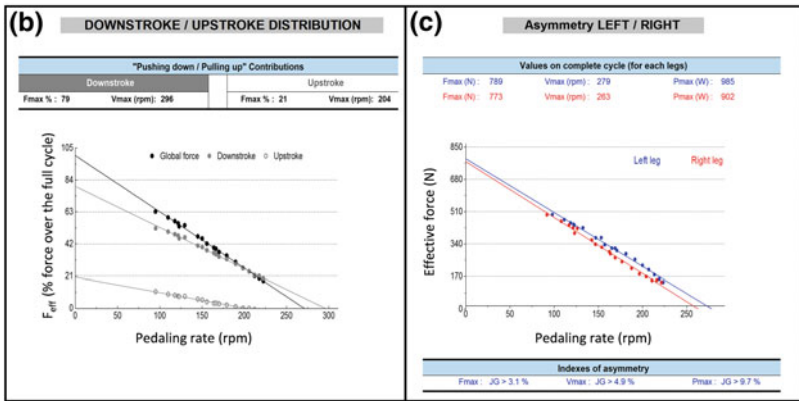 (b) DOWNSTROKE / UPSTROKE DISTRIBUTION
"Pushing down / Pulling up" Contributions
Downstroke Upstroke
Fmax % : 79 Vmax (rpm): 296 Fmax % : 21 Vmax (rpm): 204
105
84
63
42
21
0
Global force Downstroke Upstroke
Feff (% force over the full cycle)
0 50 100 150 200 250 300
Pedaling rate (rpm)
(c) Asymmetry LEFT / RIGHT
Values on complete cycle (for each legs)
Fmax (N) : 789 Vmax (rpm) : 279 Pmax (W) : 985
Fmax (N) : 773 Vmax (rpm) : 263 Pmax (W) : 902
850
680
510
340
170
0
Left leg Right leg
Effective force (N)
0 50 100 150 200 250
Pedaling rate (rpm)
Indexes of asymmetry
Fmax : JG > 3.1 % Vmax : JG > 4.9 % Pmax : JG > 9.7 %